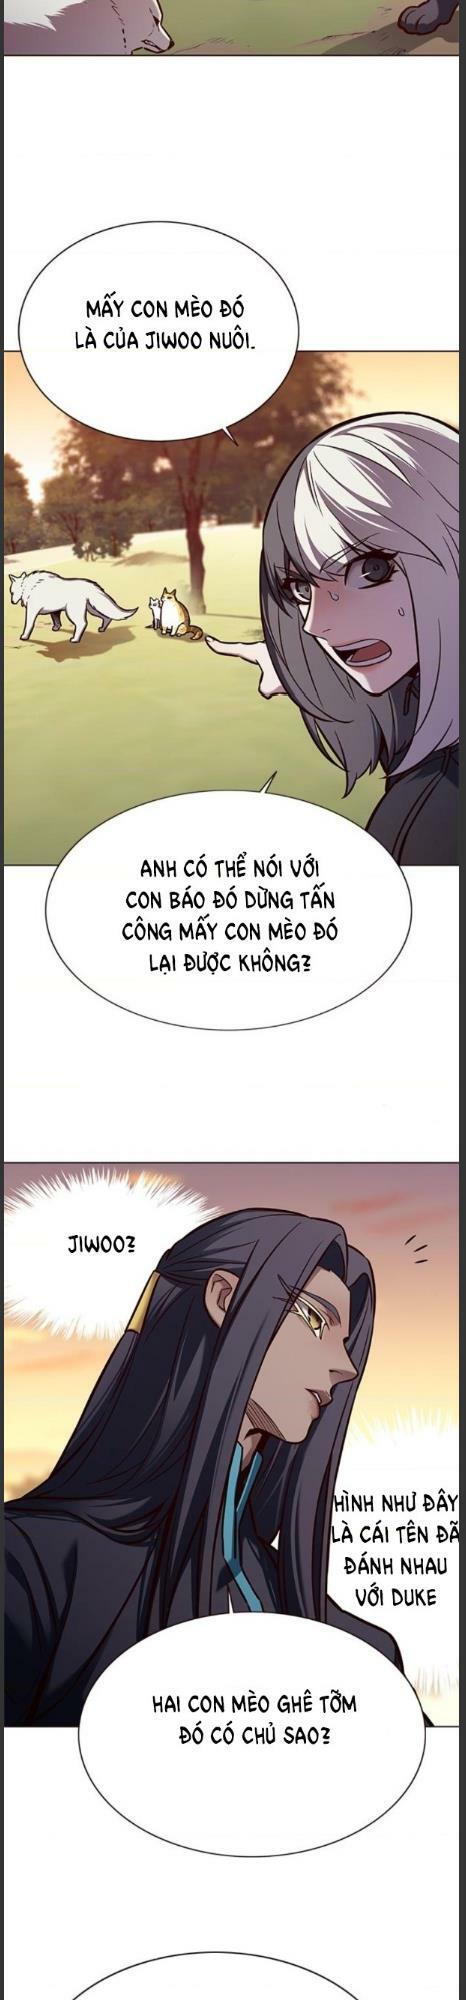 MẤY CON MÈO ĐÓ
LÀ CỦA JIWOO NUÔI.
ANH CÓ THỂ NÓI VỚI
CON BÁO ĐÓ DỪNG TẤN
CÔNG MẤY CON MÈO ĐÓ
LẠI ĐƯỢC KHÔNG?
JIWOO?
HÌNH NHƯ ĐÂY
LÀ CÁI TÊN ĐÃ
ĐÁNH NHAU
VỚI DUKE
HAI CON MÈO GHÊ TỞM
ĐÓ CÓ CHỦ SAO?